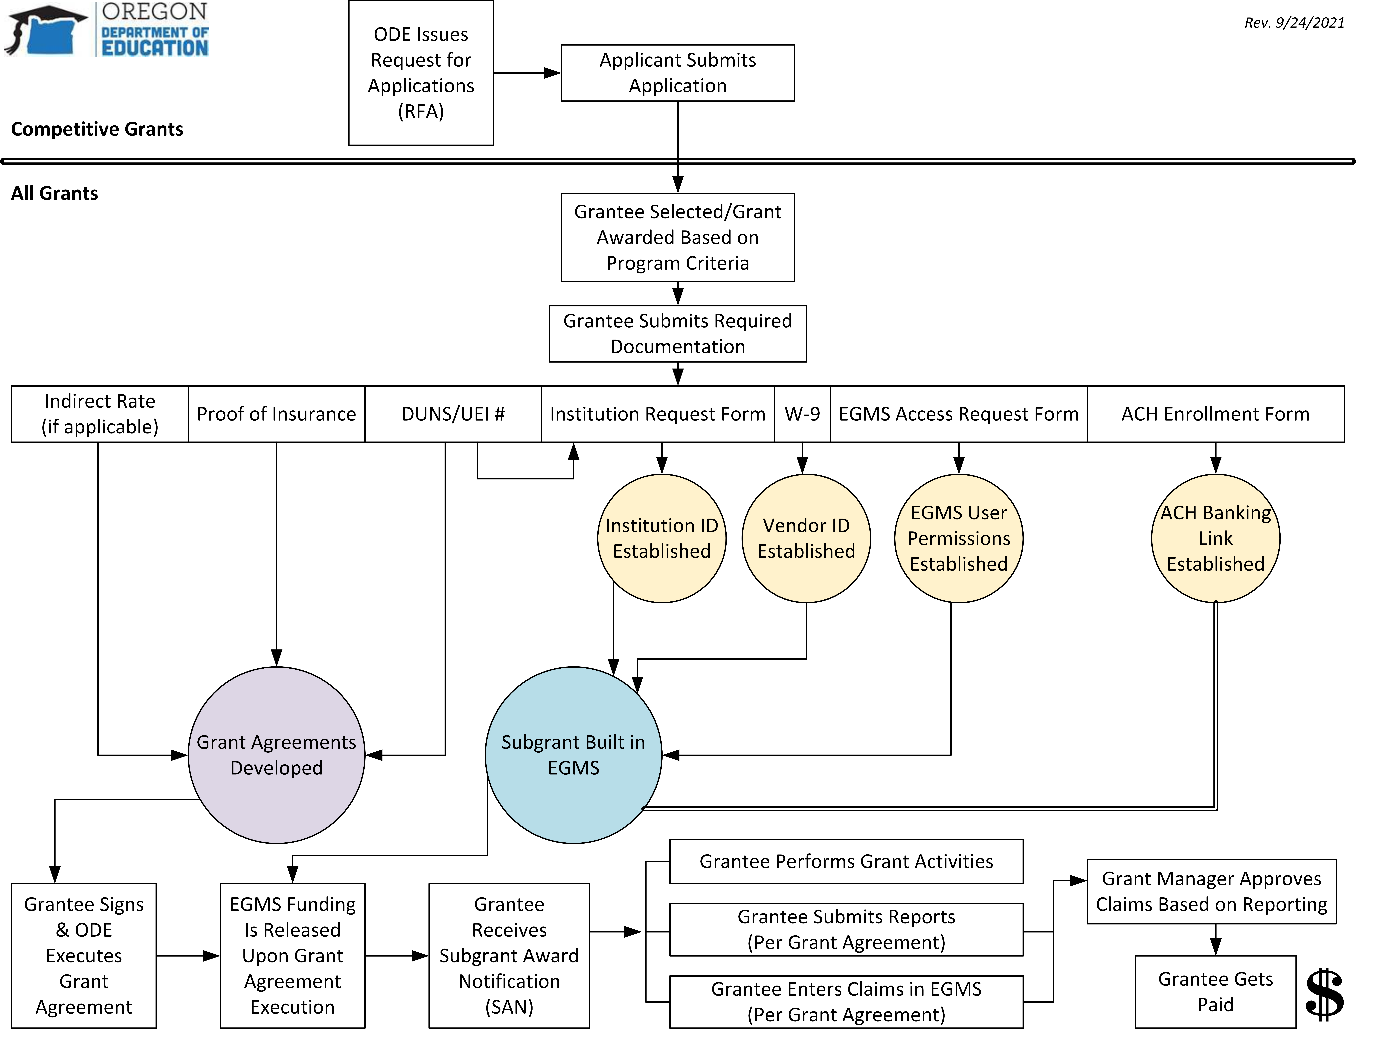 OREGON
DEPARTMENT OF
EDUCATION
Rev. 9/24/2021
ODE Issues
Request for
Applications
(RFA)
Applicant Submits
Application
Competitive Grants
All Grants
Grantee Selected/Grant
Awarded Based on
Program Criteria
Grantee Submits Required
Documentation
Indirect Rate
(if applicable)
Proof of Insurance
DUNS/UEI #
Institution Request Form
W-9
EGMS Access Request Form
ACH Enrollment Form
Institution ID
Established
Vendor ID
Established
EGMS User
Permissions
Established
ACH Banking
Link
Established
Grant Agreements
Developed
Subgrant Built in
EGMS
Grantee Signs
& ODE
Executes
Grant
Agreement
EGMS Funding
Is Released
Upon Grant
Agreement
Execution
Grantee
Receives
Subgrant Award
Notification
(SAN)
Grantee Performs Grant Activities
Grantee Submits Reports
(Per Grant Agreement)
Grantee Enters Claims in EGMS
(Per Grant Agreement)
Grant Manager Approves
Claims Based on Reporting
Grantee Gets
Paid
$